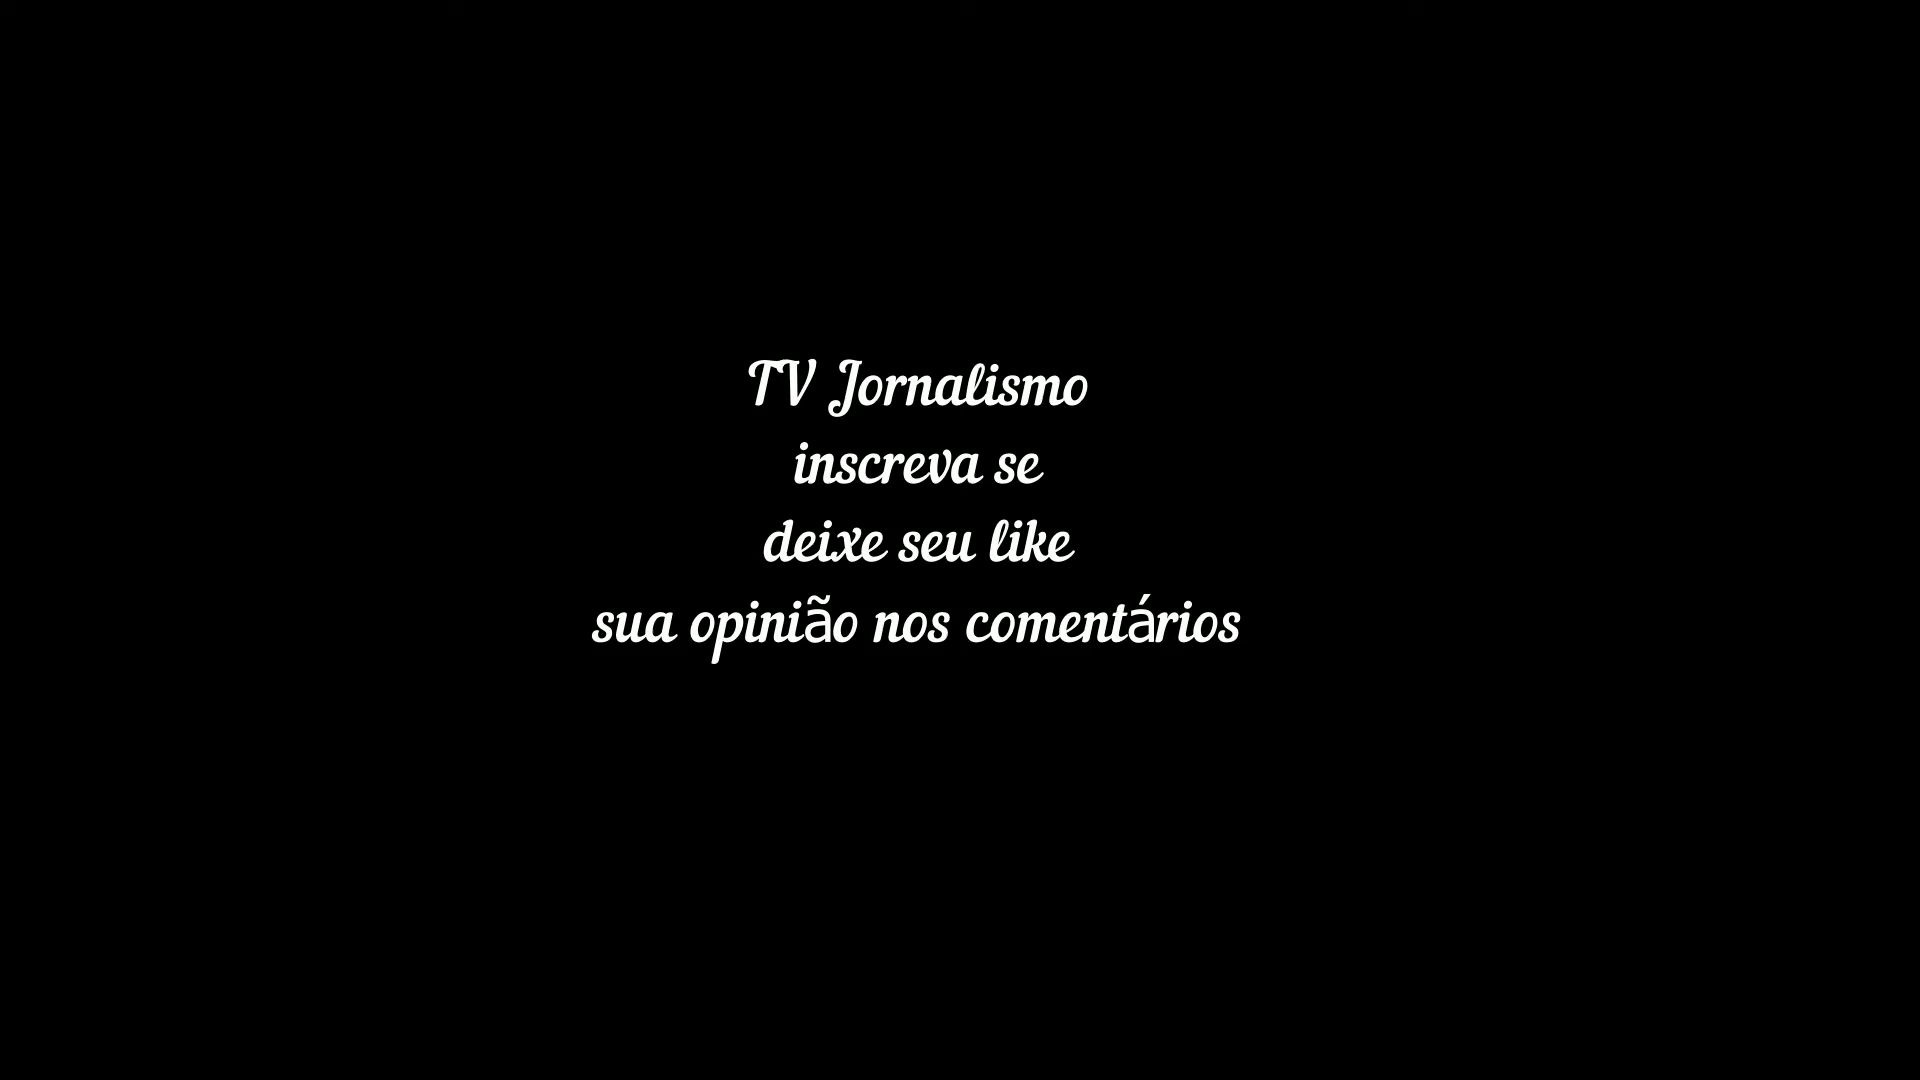 TV Jornalismo
inscreva se
deixe seu like
sua opinião nos comentários